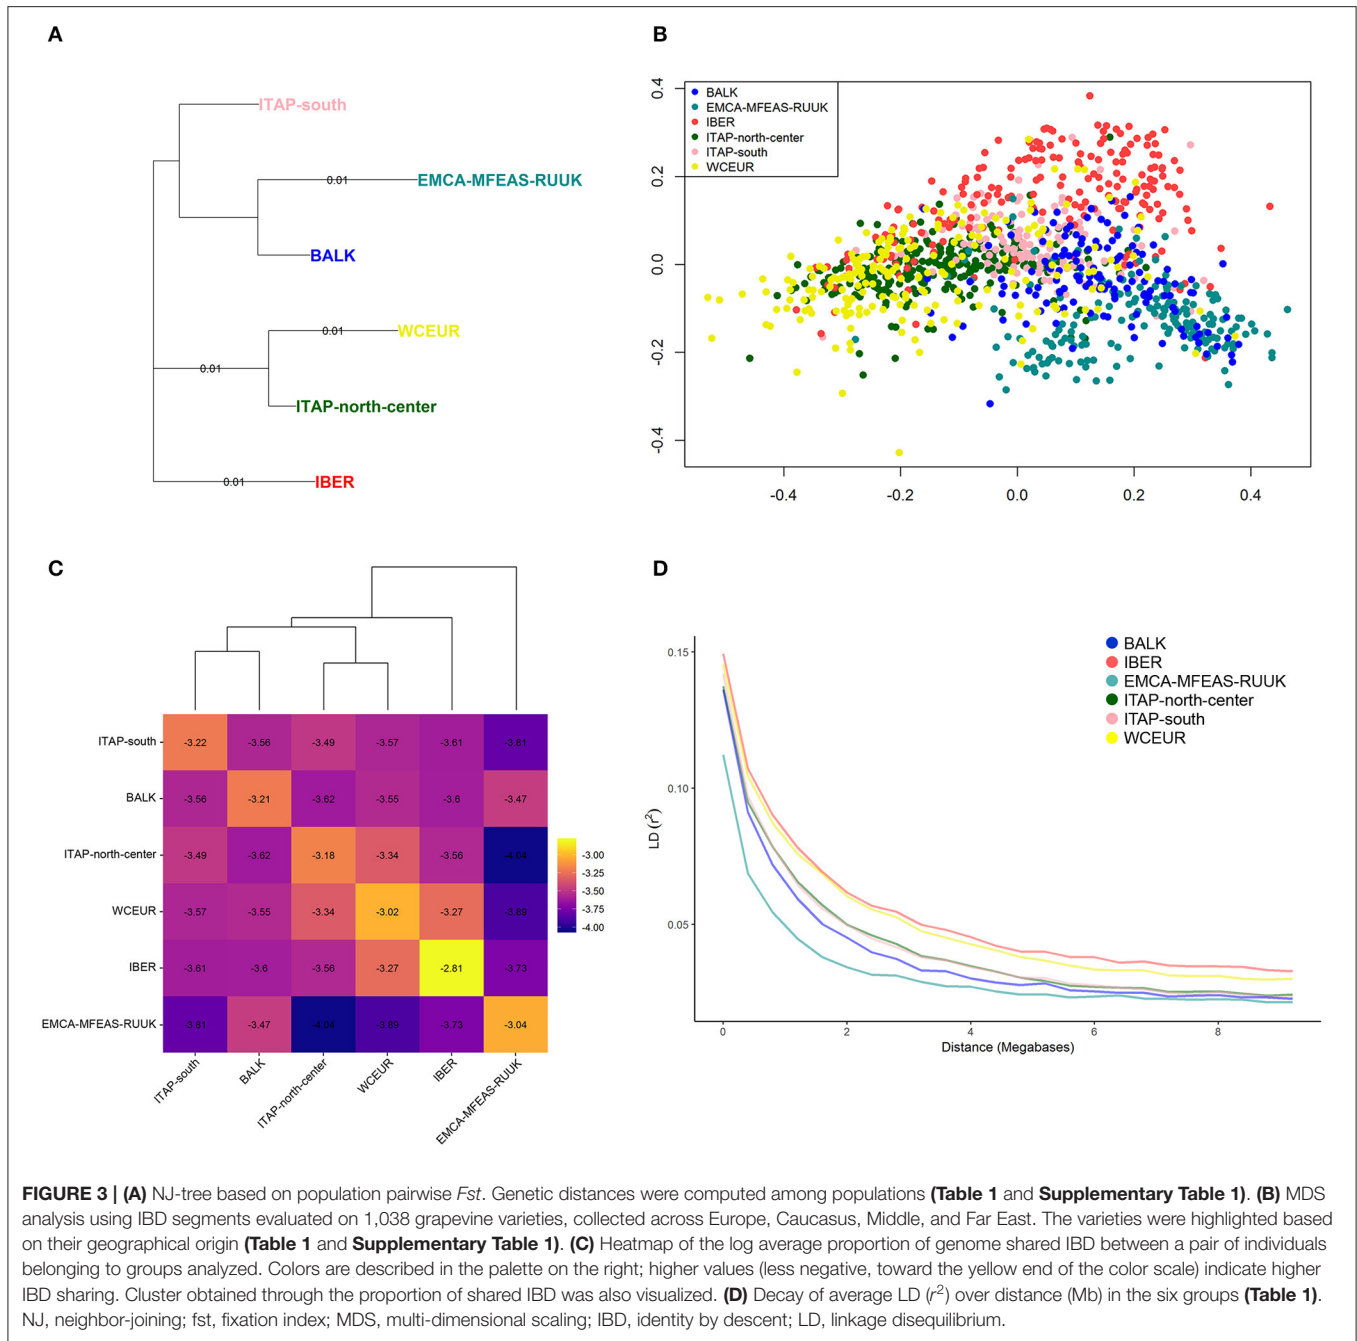 A
ITAP-south
0.01
EMCA-MFEAS-RUUK
BALK
0.01
WCEUR
0.01
ITAP-north-center
0.01
IBER
B
BALK
EMCA-MFEAS-RUUK
IBER
ITAP-north-center
ITAP-south
WCEUR
0.4
0.2
0.0
-0.2
-0.4
-0.4 -0.2 0.0 0.2 0.4
C
ITAP-south -3.22 -3.56 -3.49 -3.57 -3.61 -3.81
BALK -3.56 -3.21 -3.62 -3.55 -3.6 -3.47
ITAP-north-center -3.49 -3.62 -3.18 -3.34 -3.56 -4.04
WCEUR -3.57 -3.55 -3.34 -3.02 -3.27 -3.89
IBER -3.61 -3.6 -3.56 -3.27 -2.81 -3.73
EMCA-MFEAS-RUUK -3.81 -3.47 -4.04 -3.89 -3.73 -3.04
ITAP-south BALK ITAP-north-center WCEUR IBER EMCA-MFEAS-RUUK
-3.00
-3.25
-3.50
-3.75
-4.00
D
BALK
IBER
EMCA-MFEAS-RUUK
ITAP-north-center
ITAP-south
WCEUR
0.15
0.10
0.05
LD (r²)
0 2 4 6 8
Distance (Megabases)
FIGURE 3 | (A) NJ-tree based on population pairwise Fst. Genetic distances were computed among populations (Table 1 and Supplementary Table 1). (B) MDS
analysis using IBD segments evaluated on 1,038 grapevine varieties, collected across Europe, Caucasus, Middle, and Far East. The varieties were highlighted based
on their geographical origin (Table 1 and Supplementary Table 1). (C) Heatmap of the log average proportion of genome shared IBD between a pair of individuals
belonging to groups analyzed. Colors are described in the palette on the right; higher values (less negative, toward the yellow end of the color scale) indicate higher
IBD sharing. Cluster obtained through the proportion of shared IBD was also visualized. (D) Decay of average LD (r²) over distance (Mb) in the six groups (Table 1).
NJ, neighbor-joining; fst, fixation index; MDS, multi-dimensional scaling; IBD, identity by descent; LD, linkage disequilibrium.